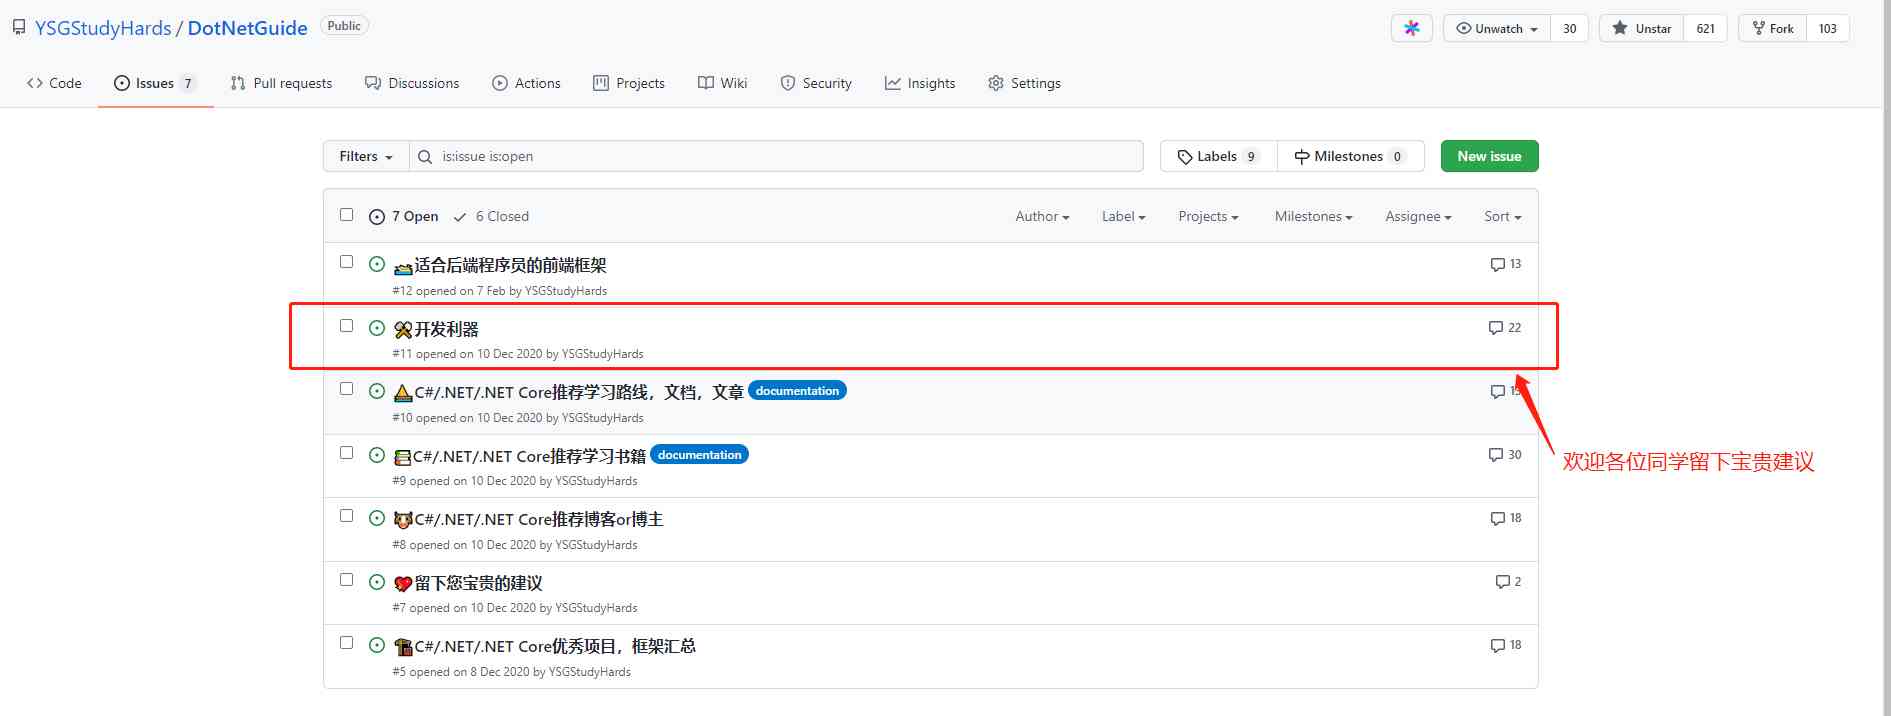 YSGStudyHards / DotNetGuide Public Unwatch 30 Unstar 621 Fork 103
Code Issues 7 Pull requests Discussions Actions Projects Wiki Security Insights Settings
Filters is:issue is:open Labels 9 Milestones 0 New issue
7 Open 6 Closed Author Label Projects Milestones Assignee Sort
适合后端程序员的前端框架 13
#12 opened on 7 Feb by YSGStudyHards
开发利器 22
#11 opened on 10 Dec 2020 by YSGStudyHards
C#/.NET/.NET Core推荐学习路线，文档，文章 documentation
#10 opened on 10 Dec 2020 by YSGStudyHards
C#/.NET/.NET Core推荐学习书籍 documentation 30
欢迎各位同学留下宝贵建议
#9 opened on 10 Dec 2020 by YSGStudyHards
C#/.NET/.NET Core推荐博客or博主 18
#8 opened on 10 Dec 2020 by YSGStudyHards
留下您宝贵的建议 2
#7 opened on 10 Dec 2020 by YSGStudyHards
C#/.NET/.NET Core优秀项目，框架汇总 18
#5 opened on 8 Dec 2020 by YSGStudyHards